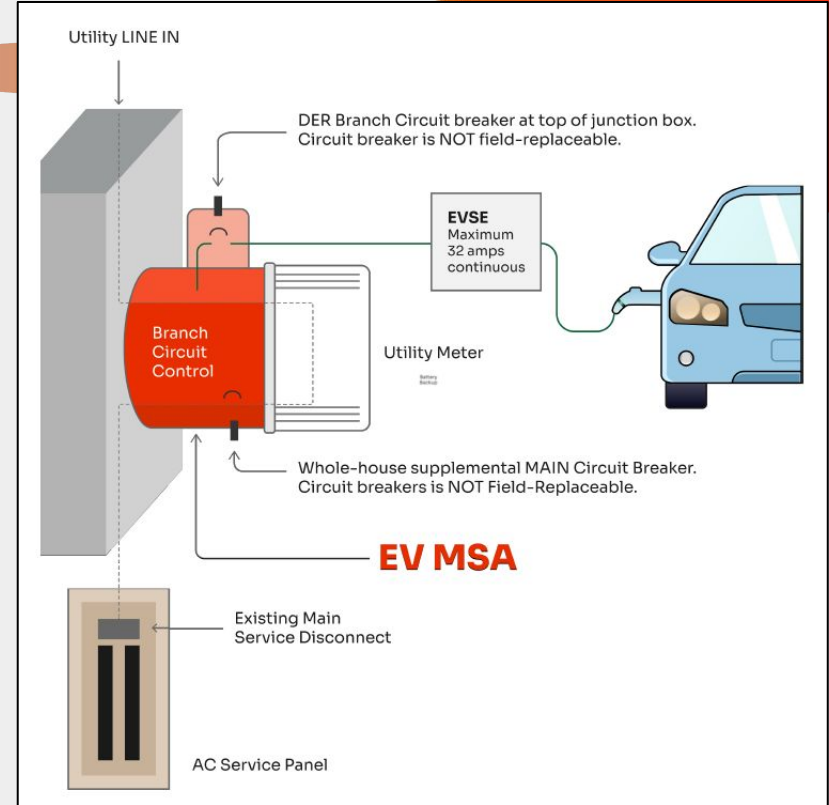 Utility LINE IN
DER Branch Circuit breaker at top of junction box.
Circuit breaker is NOT field-replaceable.
EVSE
Maximum
32 amps
continuous
Branch
Circuit
Control
Utility Meter
Battery
Backup
Whole-house supplemental MAIN Circuit Breaker.
Circuit breakers is NOT Field-Replaceable.
EV MSA
Existing Main
Service Disconnect
AC Service Panel